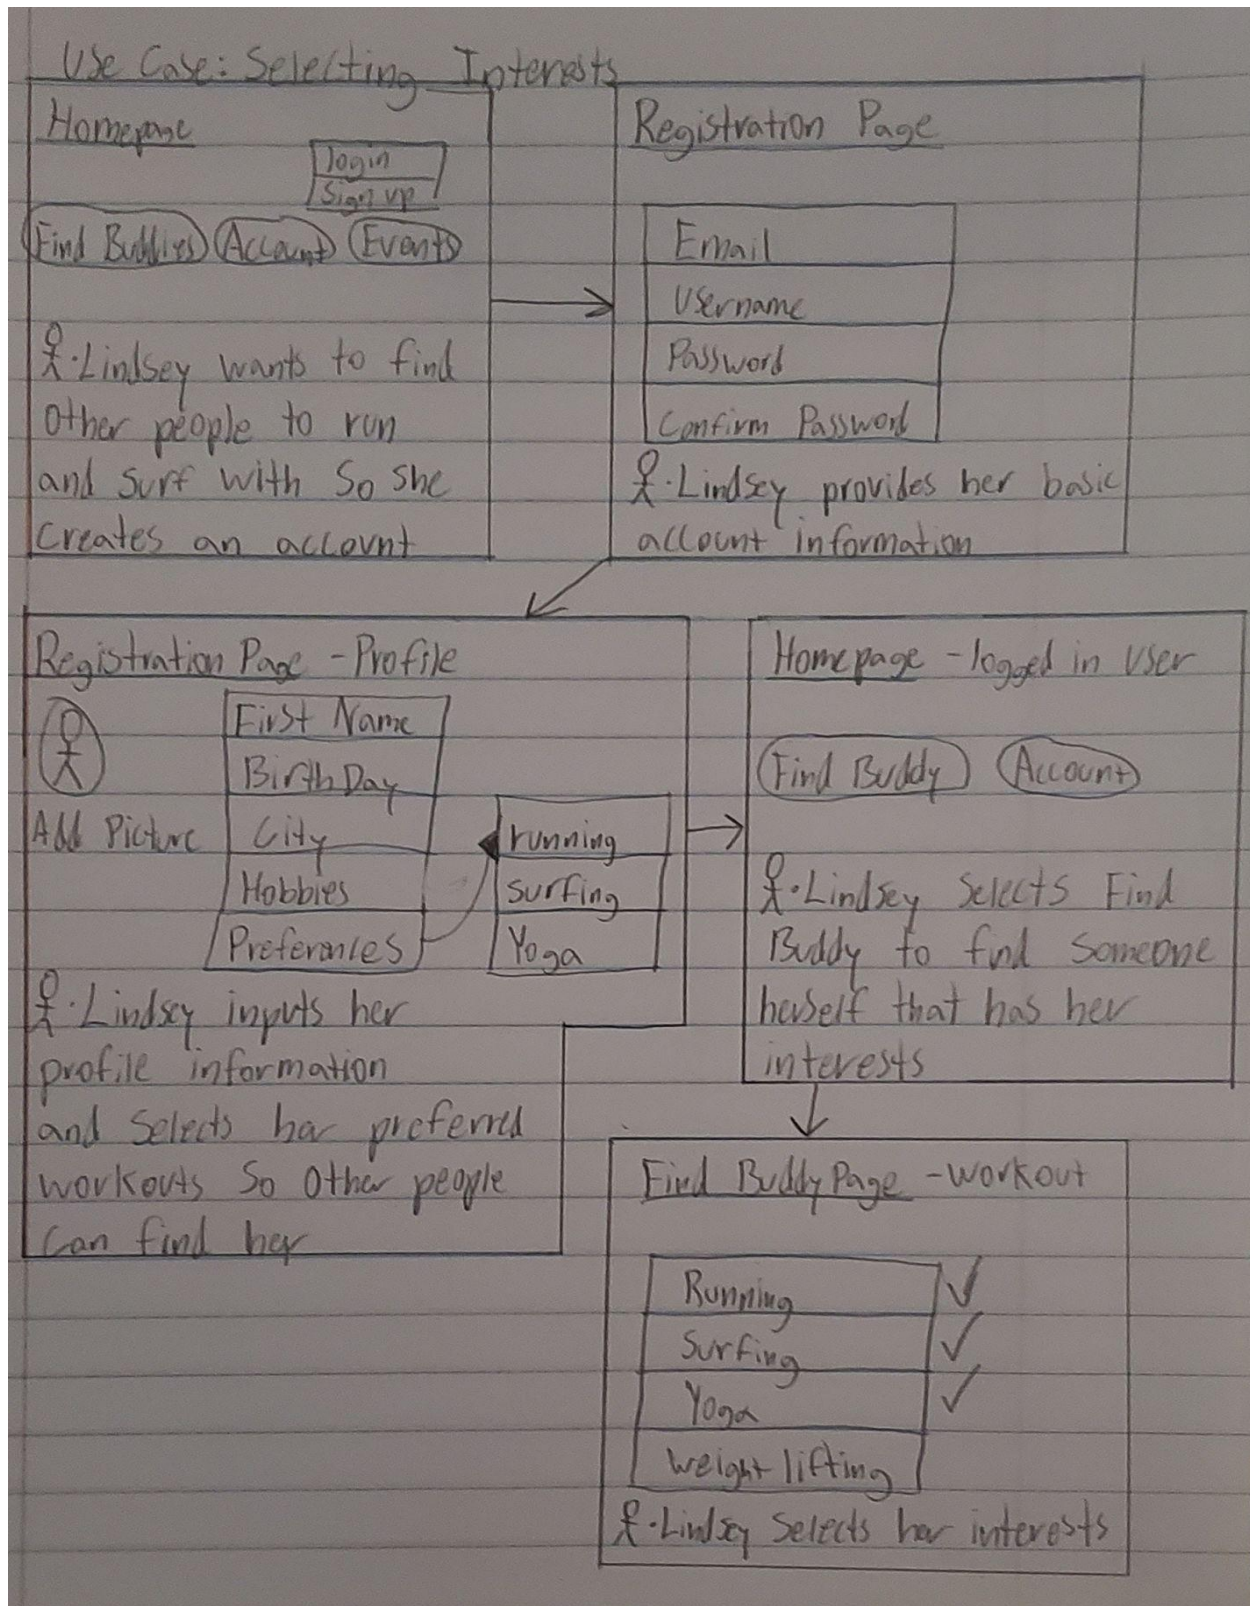 Use Case: Selecting Interests
Homepage
login
Sign up
Find Buddies Account Events
Lindsey wants to find
other people to run
and surf with so she
creates an account
Registration Page
Email
Username
Password
Confirm Password
Lindsey provides her basic
account information
Registration Page - Profile
Add Picture
First Name
BirthDay
City
Hobbies
Preferences
running
surfing
Yoga
Lindsey inputs her
profile information
and selects her preferred
workouts so other people
can find her
Homepage - logged in user
Find Buddy Account
Lindsey selects Find
Buddy to find someone
herself that has her
interests
Find Buddy Page - workout
Running
Surfing
Yoga
weight lifting
Lindsey selects her interests